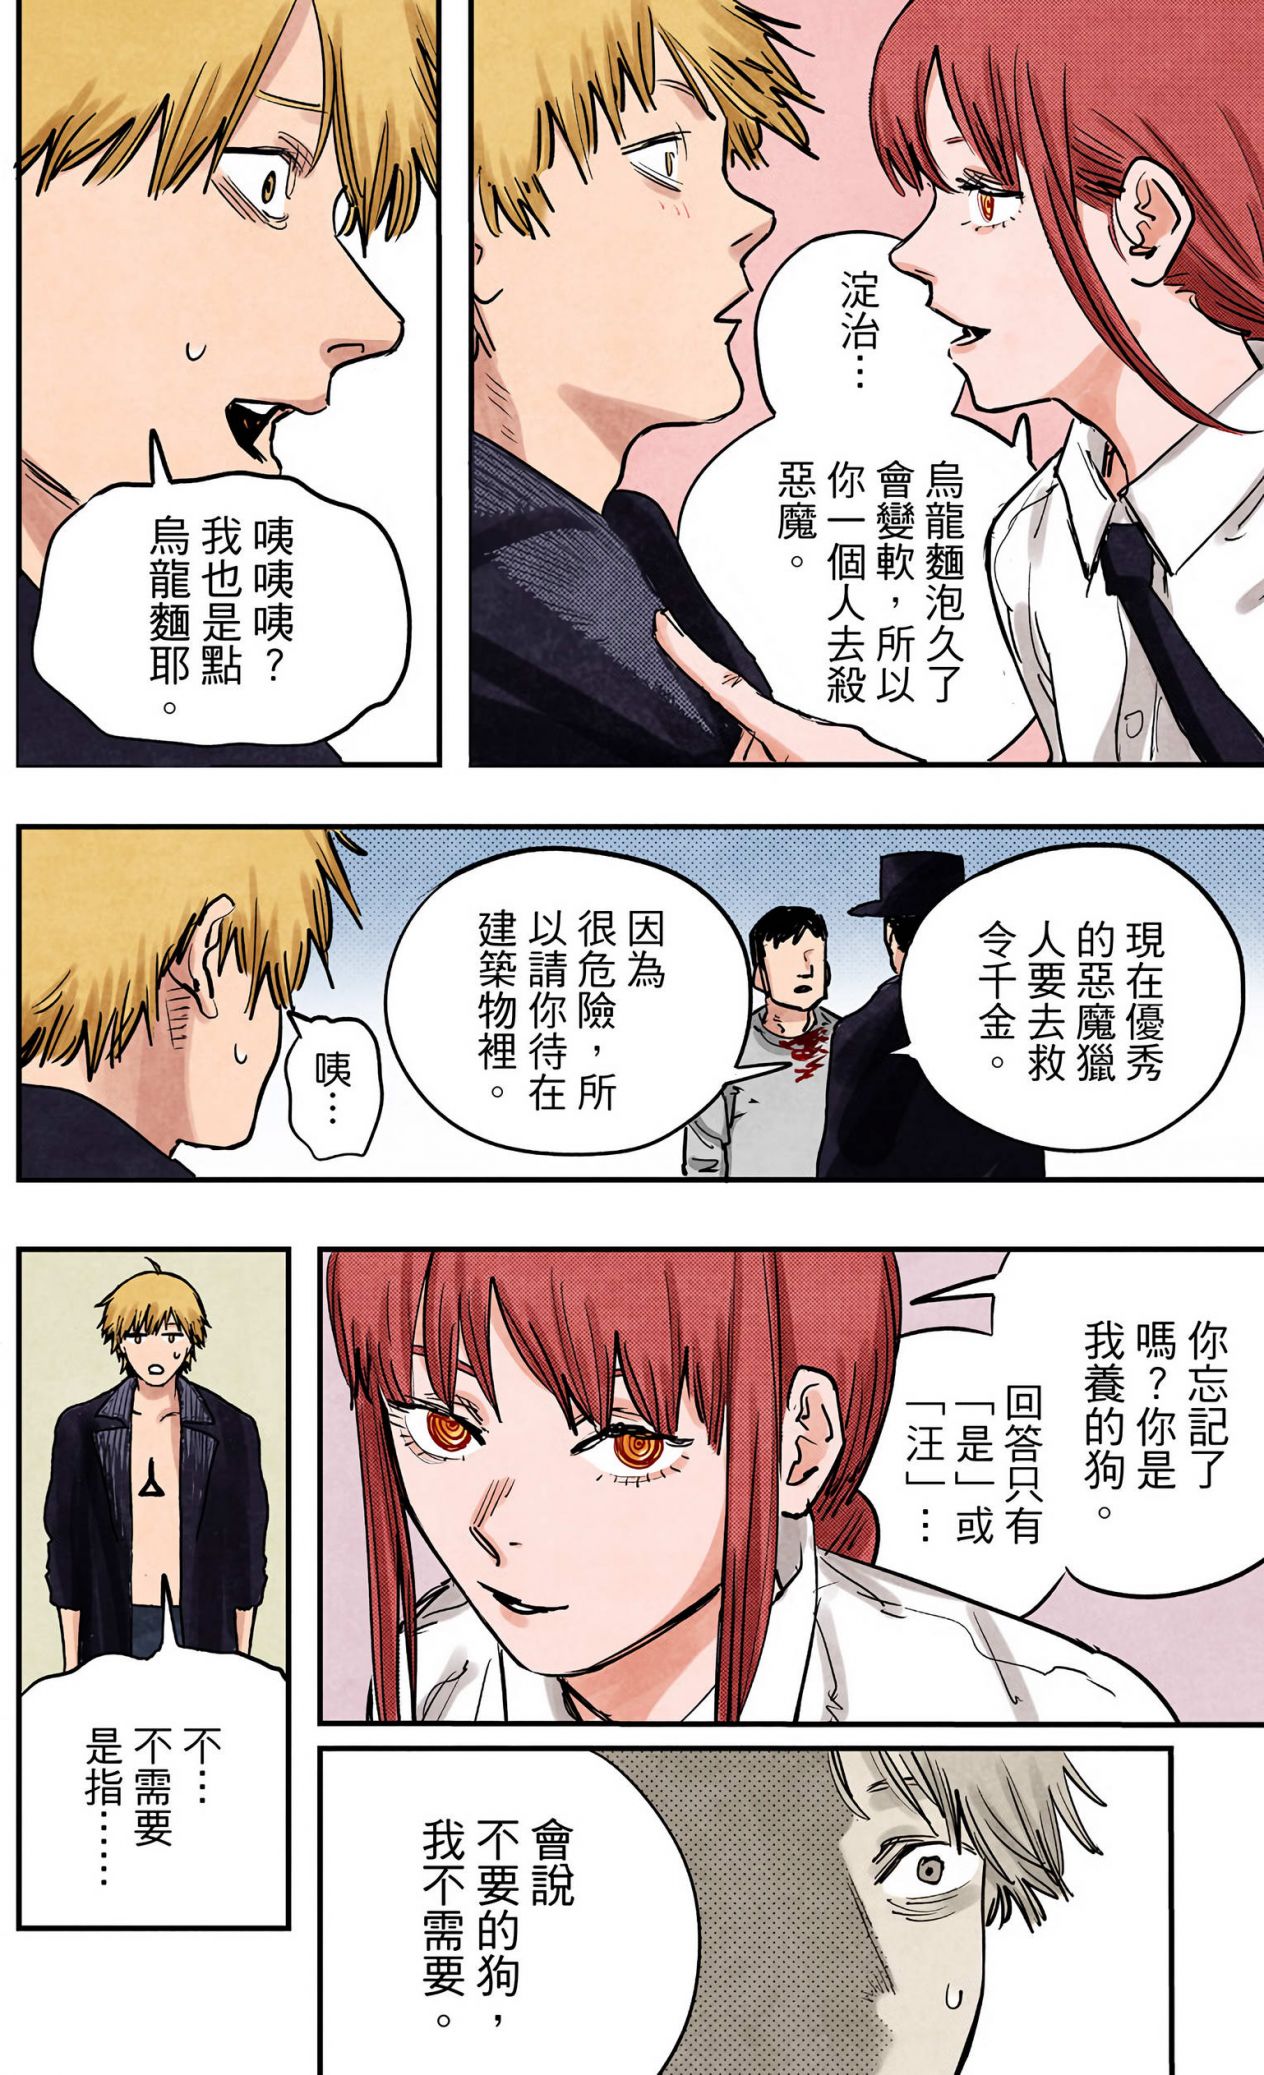 淀治⋯
烏龍麵泡久了
會變軟，所以
你一個人去殺
惡魔。
咦咦咦？
我也是點
烏龍麵耶。
現在優秀
的惡魔獵
人要去救
令千金。
因為
很危險，所
以請你待在
建築物裡。
咦⋯
你忘記了
嗎？你是
我養的狗。
回答只有
「是」或
「汪」⋯
會說
不要的狗，
我不需要。
不⋯
不需要
是指⋯⋯